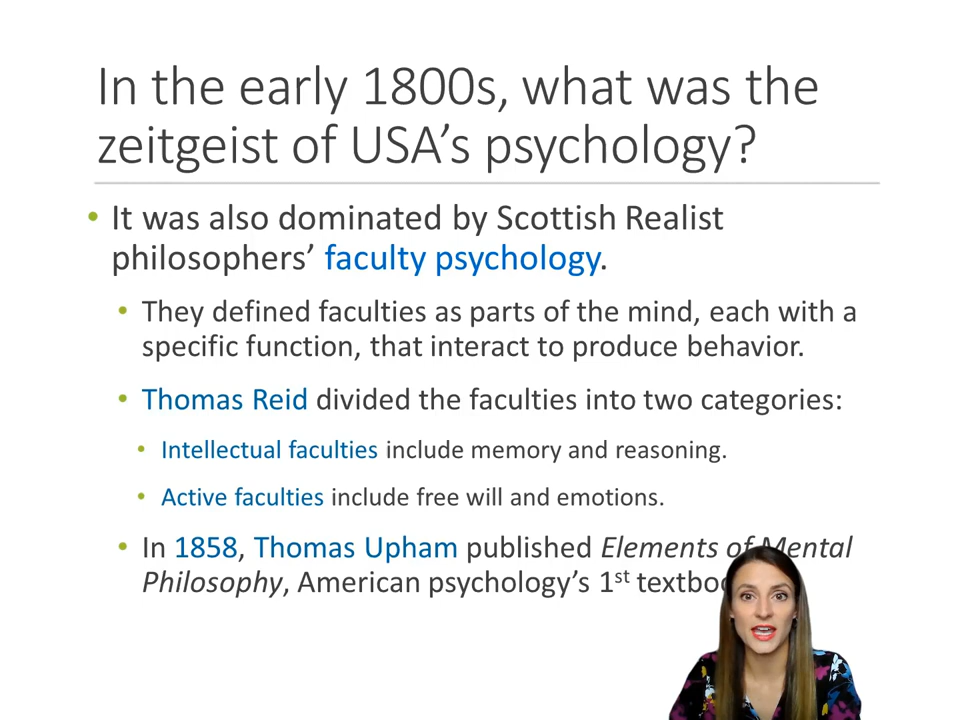 In the early 1800s, what was the
zeitgeist of USA’s psychology?
• It was also dominated by Scottish Realist
philosophers’ faculty psychology.
• They defined faculties as parts of the mind, each with a
specific function, that interact to produce behavior.
• Thomas Reid divided the faculties into two categories:
• Intellectual faculties include memory and reasoning.
• Active faculties include free will and emotions.
• In 1858, Thomas Upham published Elements of Mental
Philosophy, American psychology’s 1st